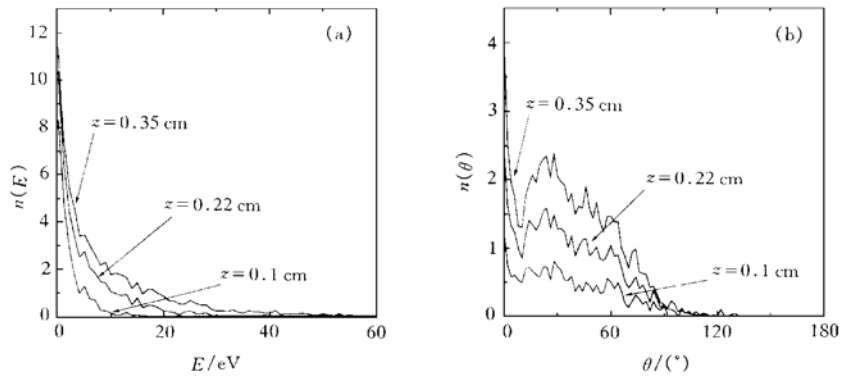 (a)
12
10
8
6
4
2
0
n(E)
z=0.35 cm
z=0.22 cm
z=0.1 cm
0 20 40 60
E/eV
(b)
4
3
2
1
0
n(θ)
z=0.35 cm
z=0.22 cm
z=0.1 cm
0 60 120 180
θ/(°)